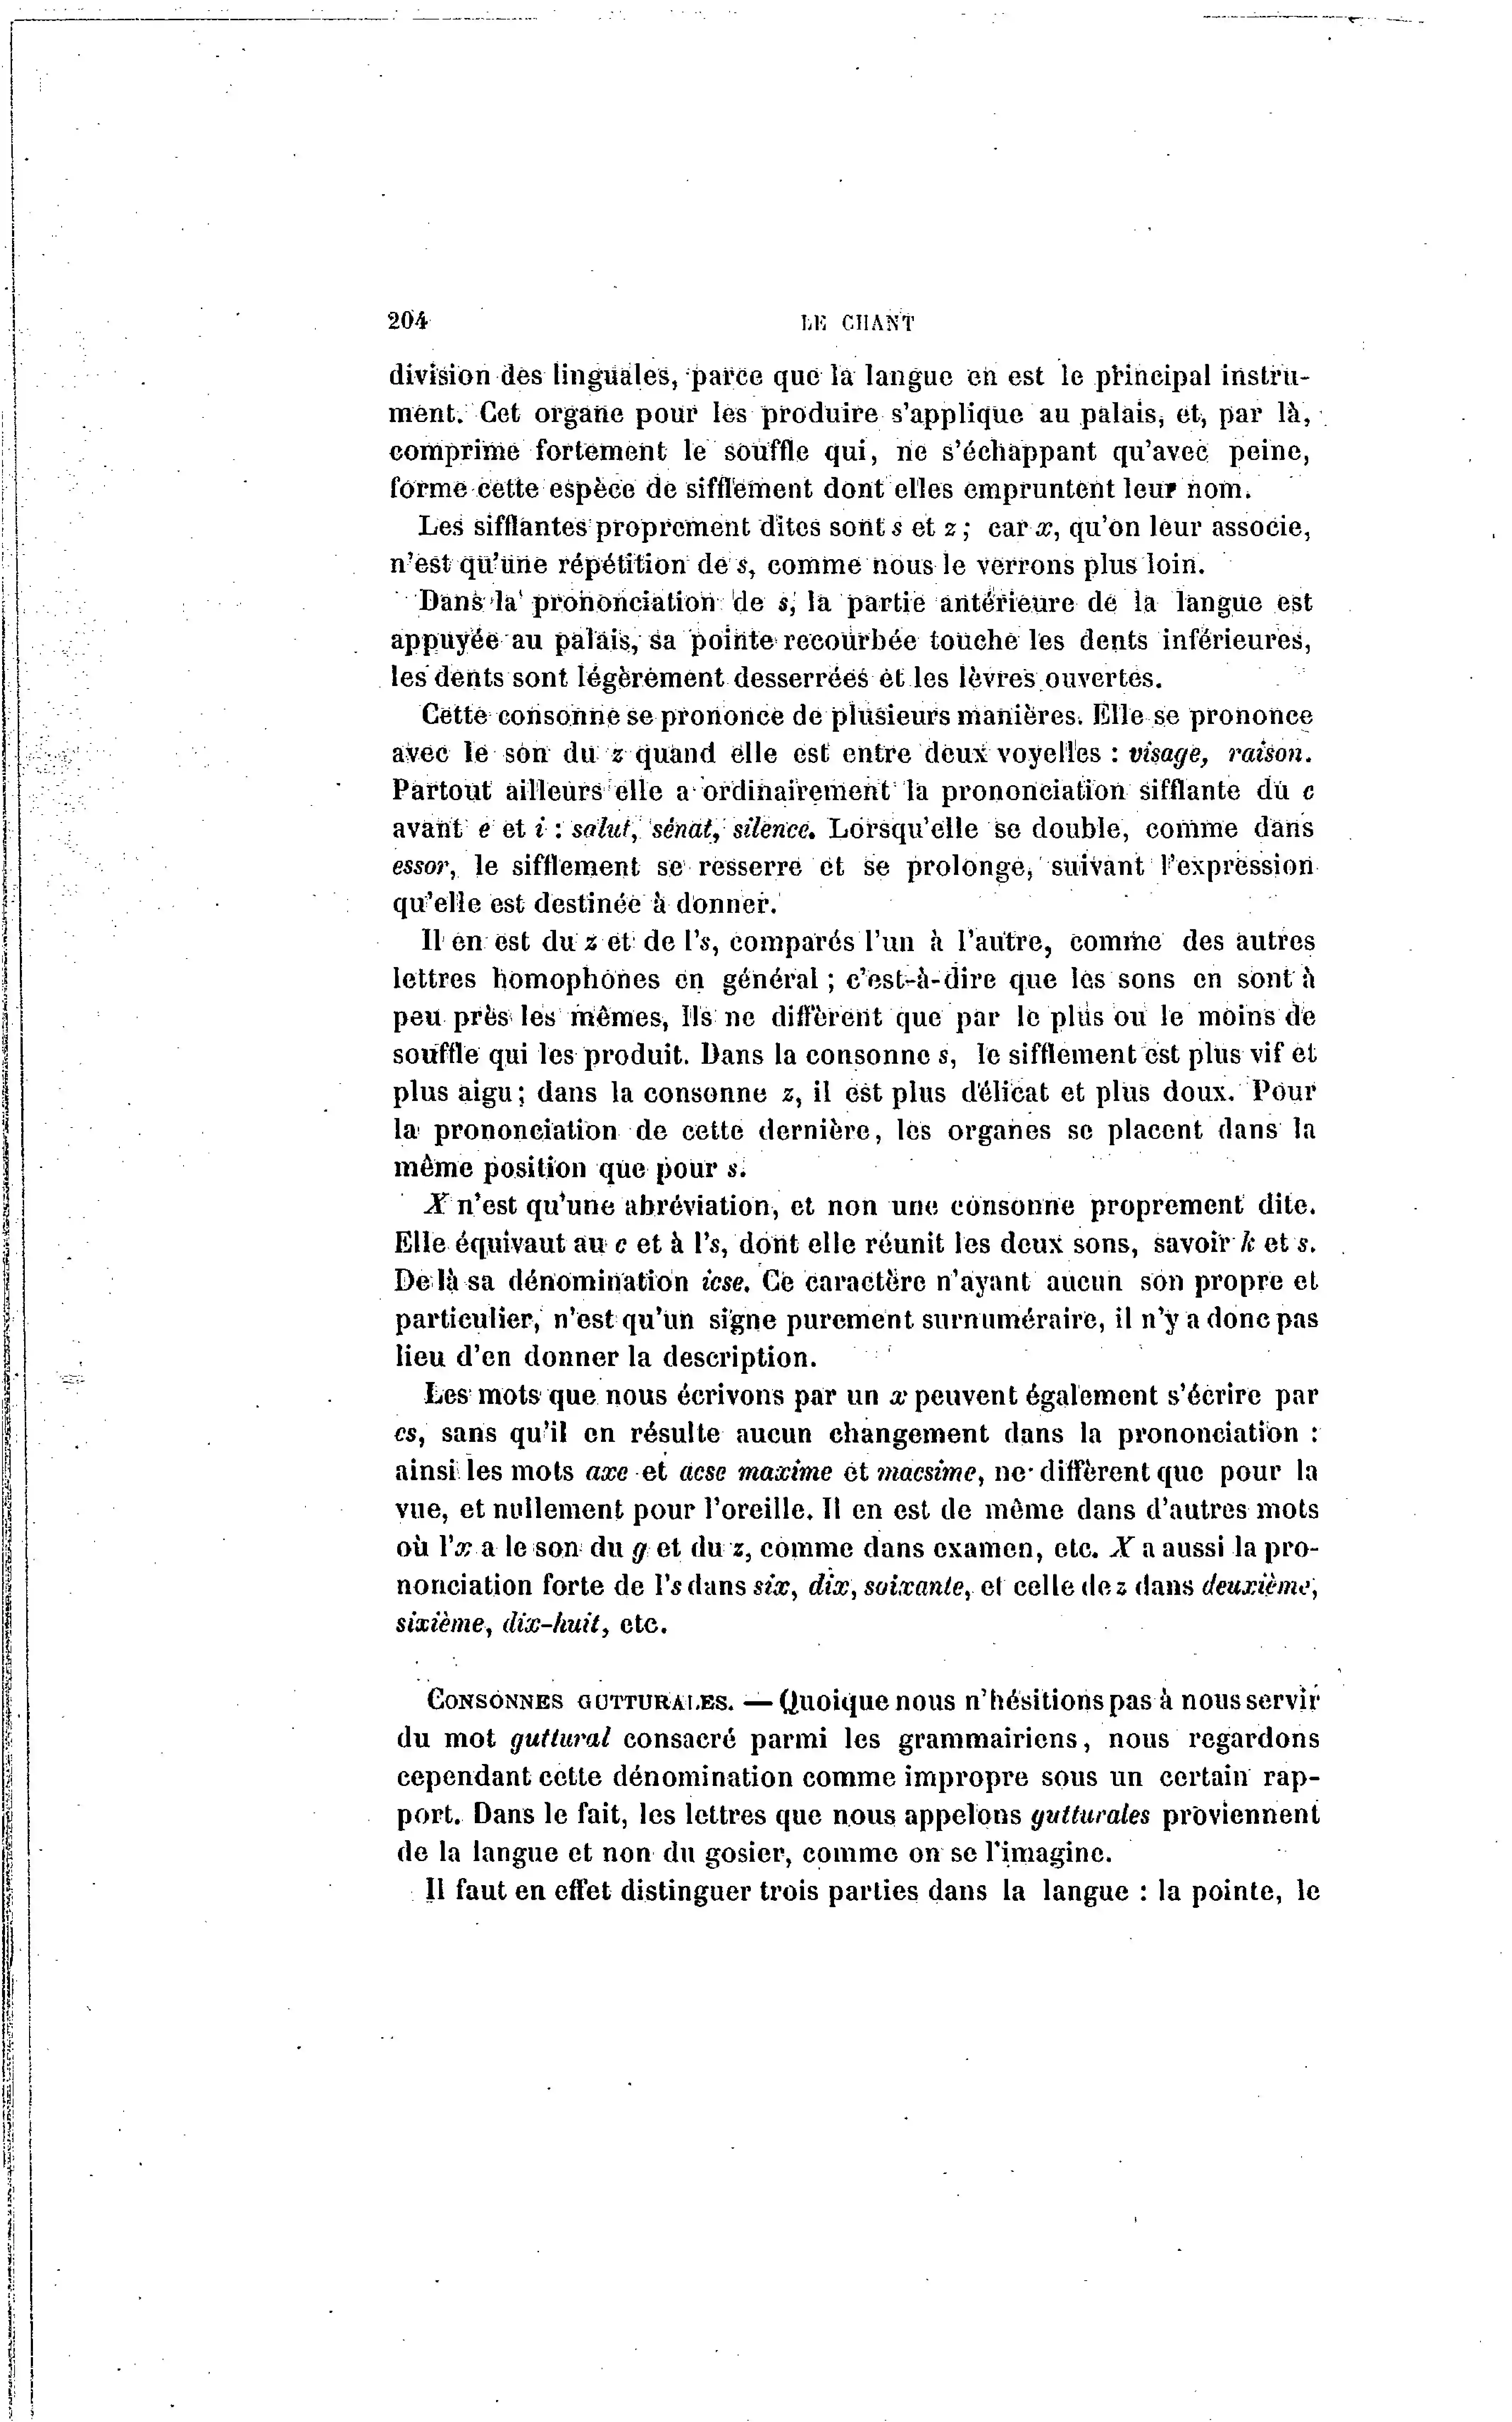 204
LE CHANT
division des linguales, parce que la langue en est le principal instru-
ment. Cet organe pour les produire s'applique au palais, et, par là,
comprime fortement le souffle qui, ne s'échappant qu'avec peine,
forme cette espèce de sifflement dont elles empruntent leur nom.
Les sifflantes proprement dites sont s et z ; car x, qu'on leur associe,
n'est qu'une répétition de s, comme nous le verrons plus loin.
Dans la prononciation de s, la partie antérieure de la langue est
appuyée au palais, sa pointe recourbée touche les dents inférieures,
les dents sont légèrement desserrées et les lèvres ouvertes.
Cette consonne se prononce de plusieurs manières. Elle se prononce
avec le son du z quand elle est entre deux voyelles : visage, raison.
Partout ailleurs elle a ordinairement la prononciation sifflante du c
avant e et i : salut, sénat, silence. Lorsqu'elle se double, comme dans
essor, le sifflement se resserre et se prolonge, suivant l'expression
qu'elle est destinée à donner.
Il en est du z et de l's, comparés l'un à l'autre, comme des autres
lettres homophones en général ; c'est-à-dire que les sons en sont à
peu près les mêmes, Ils ne diffèrent que par le plus ou le moins de
souffle qui les produit. Dans la consonne s, le sifflement est plus vif et
plus aigu ; dans la consonne z, il est plus délicat et plus doux. Pour
la prononciation de cette dernière, les organes se placent dans la
même position que pour s.
X n'est qu'une abréviation, et non une consonne proprement dite.
Elle équivaut au c et à l's, dont elle réunit les deux sons, savoir k et s.
De là sa dénomination icse. Ce caractère n'ayant aucun son propre et
particulier, n'est qu'un signe purement surnuméraire, il n'y a donc pas
lieu d'en donner la description.
Les mots que nous écrivons par un x peuvent également s'écrire par
cs, sans qu'il en résulte aucun changement dans la prononciation :
ainsi les mots axe et acse maxime et macsime, ne diffèrent que pour la
vue, et nullement pour l'oreille. Il en est de même dans d'autres mots
où l'x a le son du g et du z, comme dans examen, etc. X a aussi la pro-
nonciation forte de l's dans six, dix, soixante, et celle de z dans deuxième,
sixième, dix-huit, etc.
CONSONNES GUTTURALES. — Quoique nous n'hésitions pas à nous servir
du mot guttural consacré parmi les grammairiens, nous regardons
cependant cette dénomination comme impropre sous un certain rap-
port. Dans le fait, les lettres que nous appelons gutturales proviennent
de la langue et non du gosier, comme on se l'imagine.
Il faut en effet distinguer trois parties dans la langue : la pointe, le